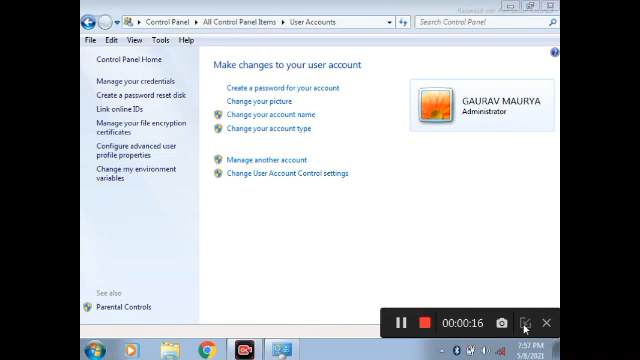 Control Panel
All Control Panel Items
User Accounts
Search Control Panel
File Edit View Tools Help
Control Panel Home
Manage your credentials
Create a password reset disk
Link online IDs
Manage your file encryption
certificates
Configure advanced user
profile properties
Change my environment
variables
See also
Parental Controls
Make changes to your user account
Create a password for your account
Change your picture
Change your account name
Change your account type
Manage another account
Change User Account Control settings
GAURAV MAURYA
Administrator
00:00:16
7:57 PM
5/8/2021